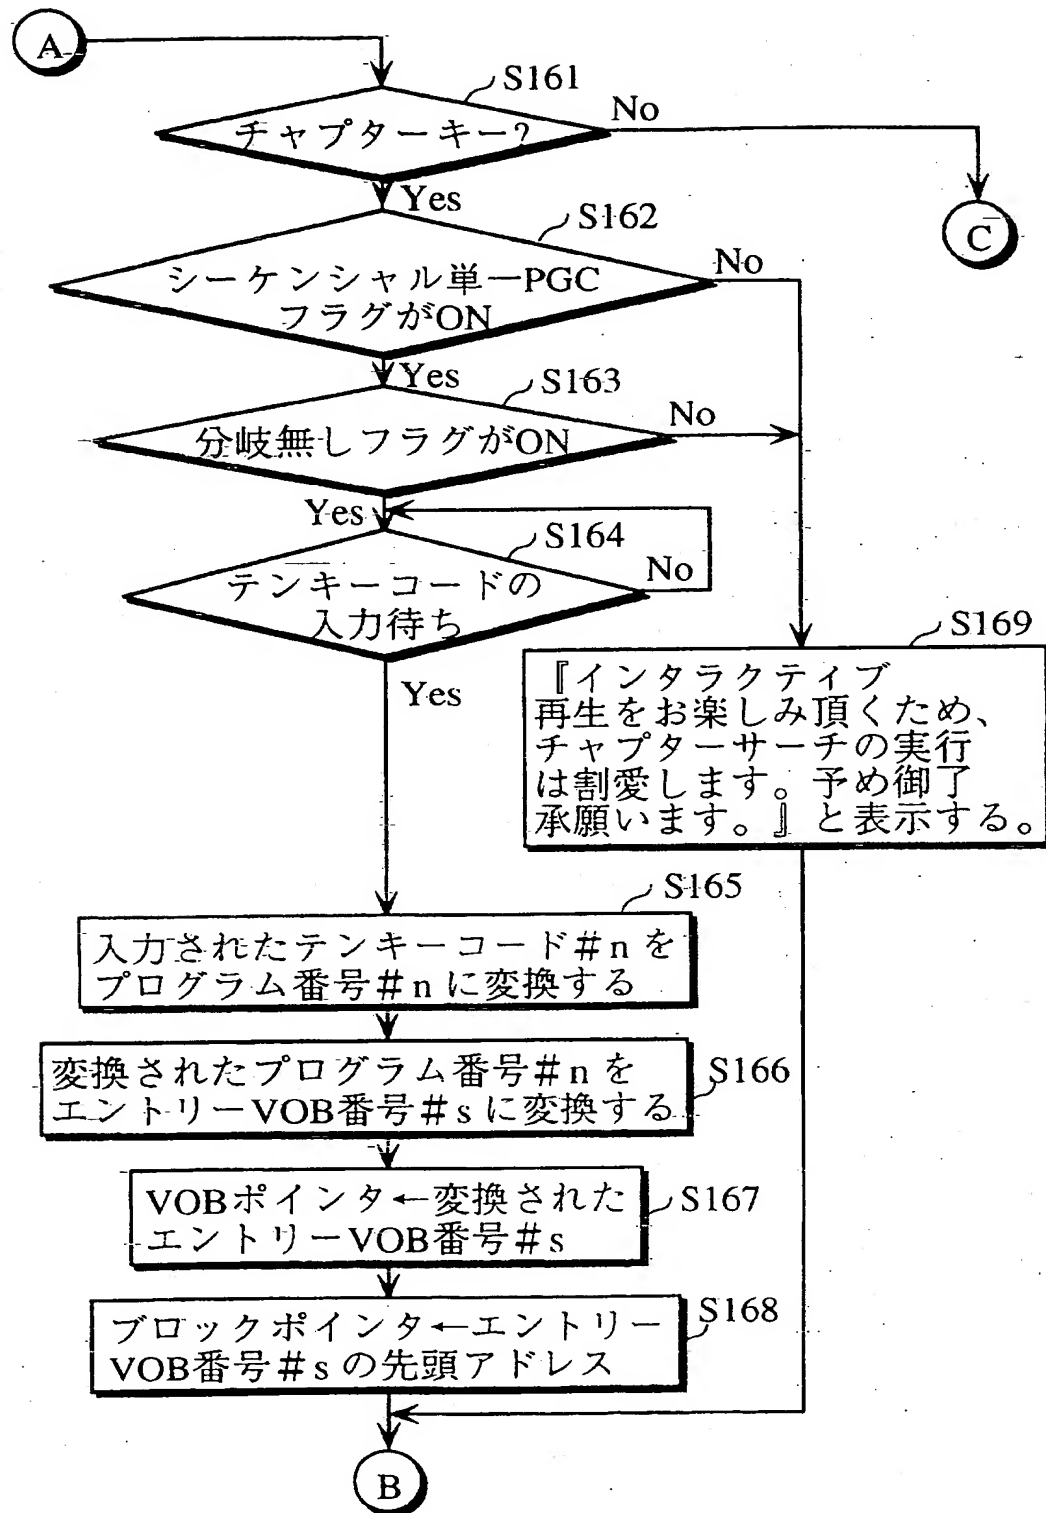 A
S161
チャプターキー?
No
Yes
C
S162
シーケンシャル単一PGC
フラグがON
No
Yes
S163
分岐無しフラグがON
No
Yes
S164
テンキーコードの
入力待ち
No
Yes
S169
『インタラクティブ
再生をお楽しみ頂くため、
チャプターサーチの実行
は割愛します。予め御了
承願います。』と表示する。
S165
入力されたテンキーコード#nを
プログラム番号#nに変換する
変換されたプログラム番号#nを
エントリーVOB番号#sに変換する
S166
VOBポインタ←変換された
エントリーVOB番号#s
S167
ブロックポインタ←エントリー
VOB番号#sの先頭アドレス
S168
B